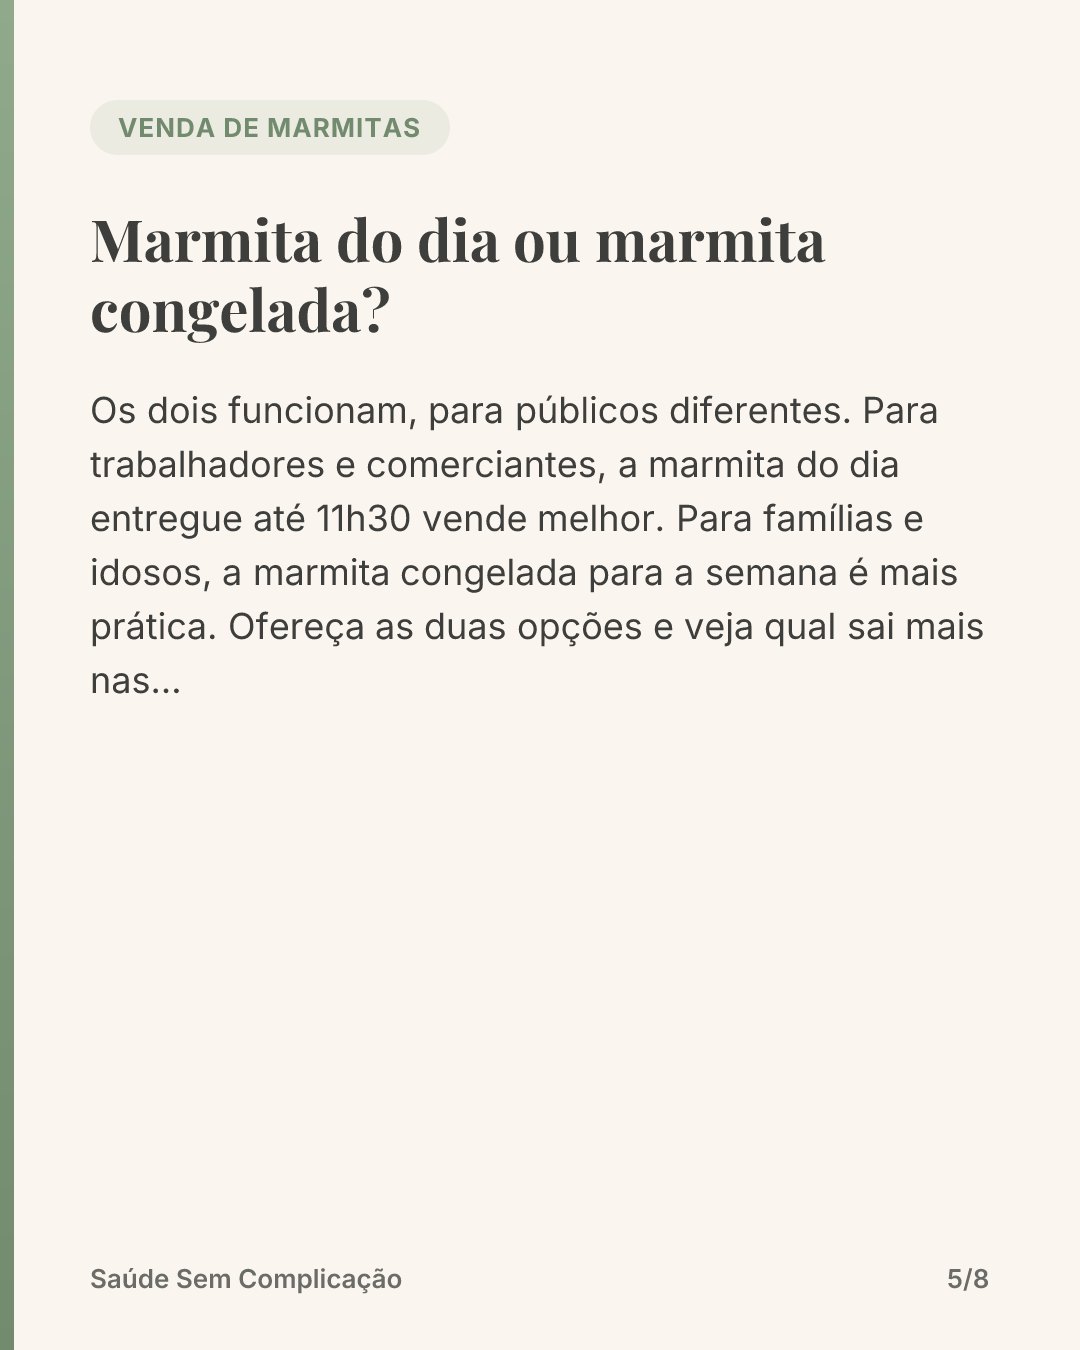 VENDA DE MARMITAS
Marmita do dia ou marmita
congelada?
Os dois funcionam, para públicos diferentes. Para
trabalhadores e comerciantes, a marmita do dia
entregue até 11h30 vende melhor. Para famílias e
idosos, a marmita congelada para a semana é mais
prática. Ofereça as duas opções e veja qual sai mais
nas...
Saúde Sem Complicação
5/8